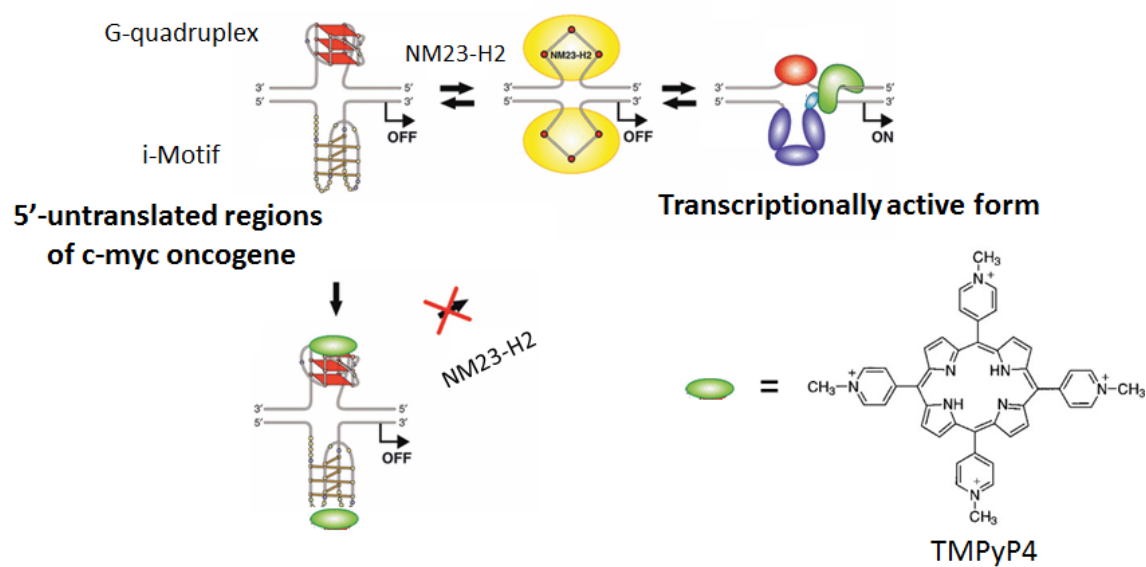 G-quadruplex
NM23-H2
NM23-H2
3′ 5′
5′ 3′
OFF
3′ 5′
5′ 3′
OFF
3′ 5′
5′ 3′
ON
i-Motif
5’-untranslated regions
of c-myc oncogene
Transcriptionally active form
NM23-H2
3′ 5′
5′ 3′
OFF
=
CH₃
N
+
N HN
CH₃ N + + N CH₃
NH N
+
N
CH₃
TMPyP4